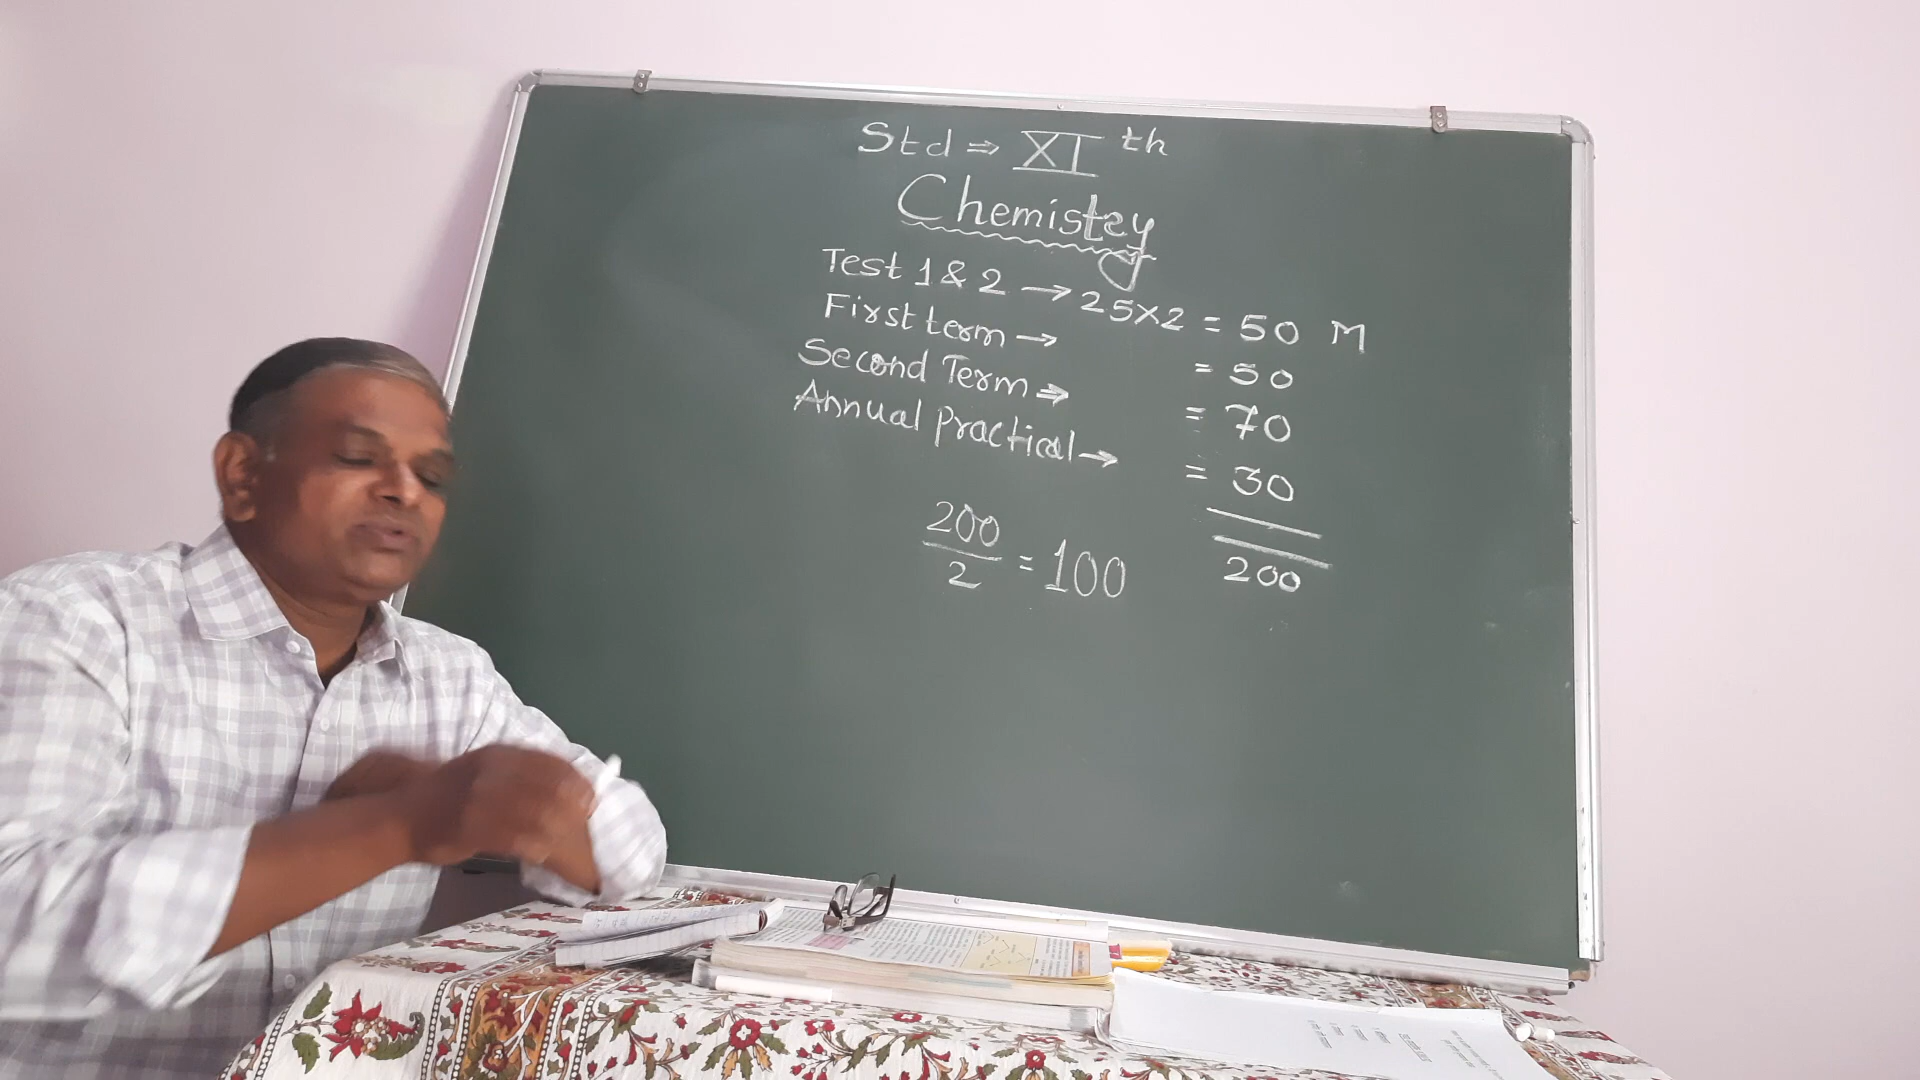 Std ⇒ XI th
Chemistry
Test 1 & 2 → 25×2 = 50 M
First term → = 50
Second Term ⇒ = 70
Annual Practical → = 30
200
200/2 = 100